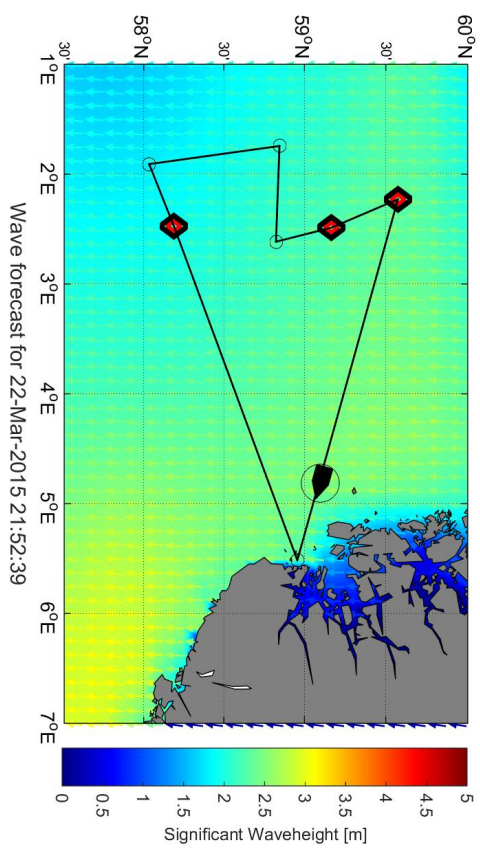 30'
58°N
30'
59°N
30'
60°N
1°E
2°E
3°E
4°E
5°E
6°E
7°E
Wave forecast for 22-Mar-2015 21:52:39
0
0.5
1
1.5
2
2.5
3
3.5
4
4.5
5
Significant Waveheight [m]